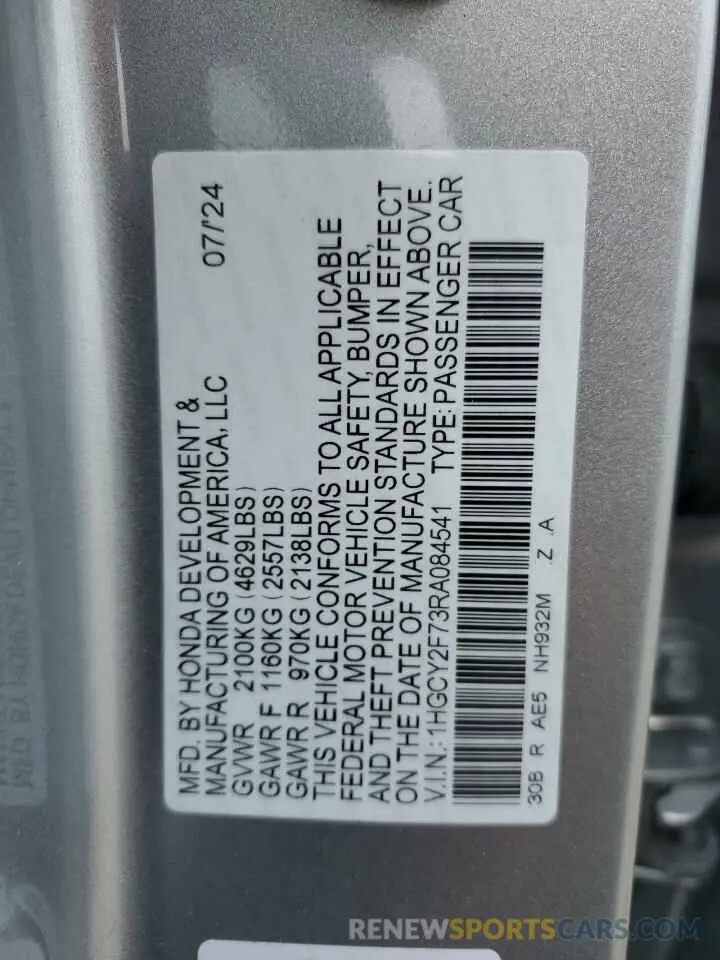 MFD. BY HONDA DEVELOPMENT &
MANUFACTURING OF AMERICA, LLC 07/'24
GVWR 2100KG (4629LBS)
GAWR F 1160KG (2557LBS)
GAWR R 970KG (2138LBS)
THIS VEHICLE CONFORMS TO ALL APPLICABLE
FEDERAL MOTOR VEHICLE SAFETY, BUMPER,
AND THEFT PREVENTION STANDARDS IN EFFECT
ON THE DATE OF MANUFACTURE SHOWN ABOVE.
V.I.N.: 1HGCY2F73RA084541 TYPE: PASSENGER CAR
30B R AE5 NH932M .Z .A
RENEWSPORTSCARS.COM